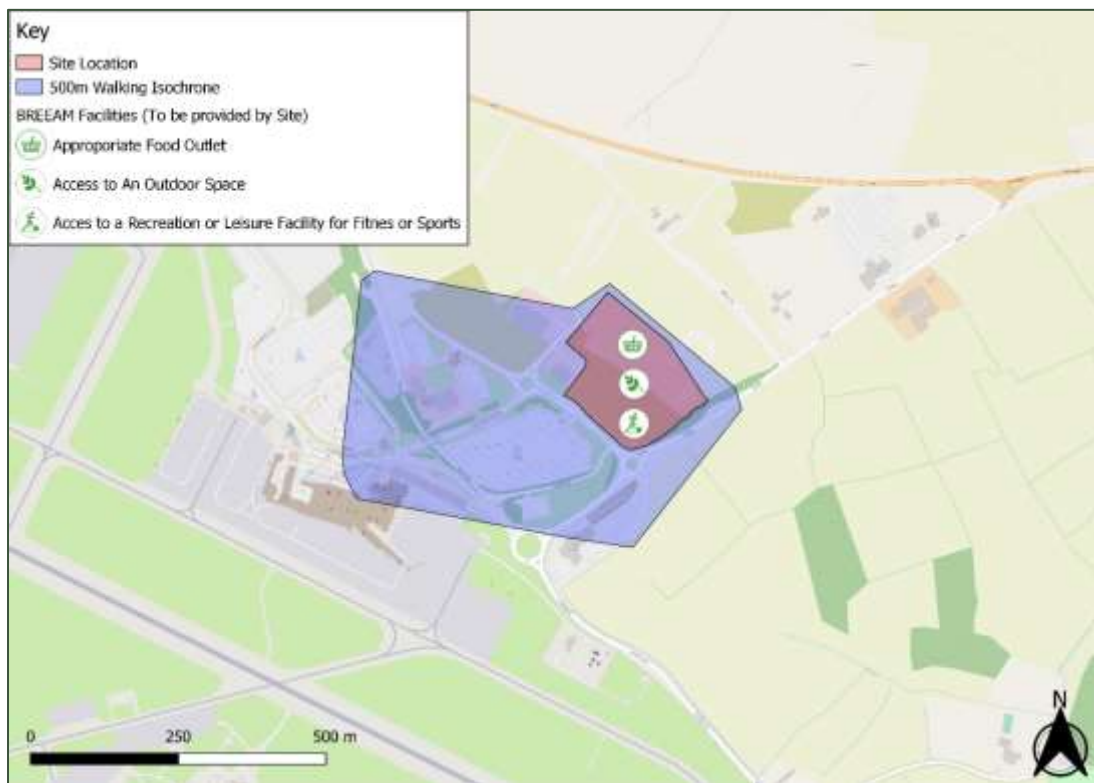 Key
Site Location
500m Walking Isochrone
BREEAM Facilities (To be provided by Site)
Approporiate Food Outlet
Access to An Outdoor Space
Acces to a Recreation or Leisure Facility for Fitnes or Sports
N
0 250 500 m